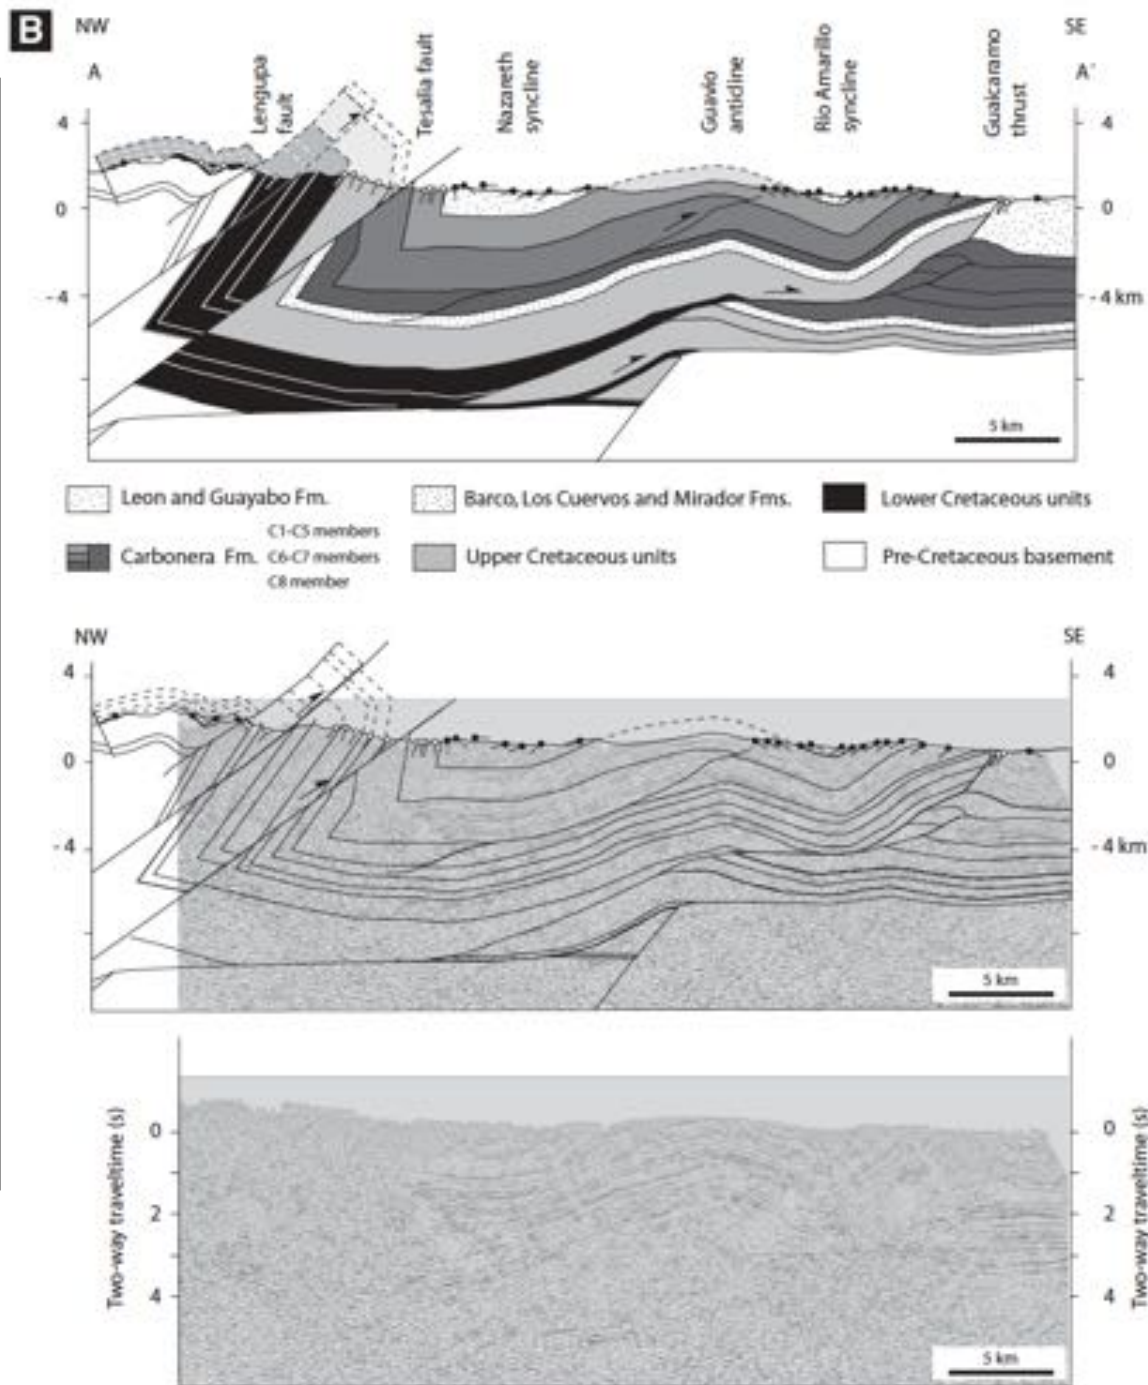 B
NW
SE
A
A´
Lengupa
fault
Tesalia fault
Nazareth
syncline
Guavio
anticline
Rio Amarillo
syncline
Guaicaramo
thrust
4
4
0
0
- 4
- 4 km
5 km
Leon and Guayabo Fm.
Barco, Los Cuervos and Mirador Fms.
Lower Cretaceous units
Carbonera Fm.
C1-C5 members
C6-C7 members
C8 member
Upper Cretaceous units
Pre-Cretaceous basement
NW
SE
4
4
0
0
- 4
- 4 km
5 km
Two-way traveltime (s)
0
2
4
0
2
4
Two-way traveltime (s)
5 km